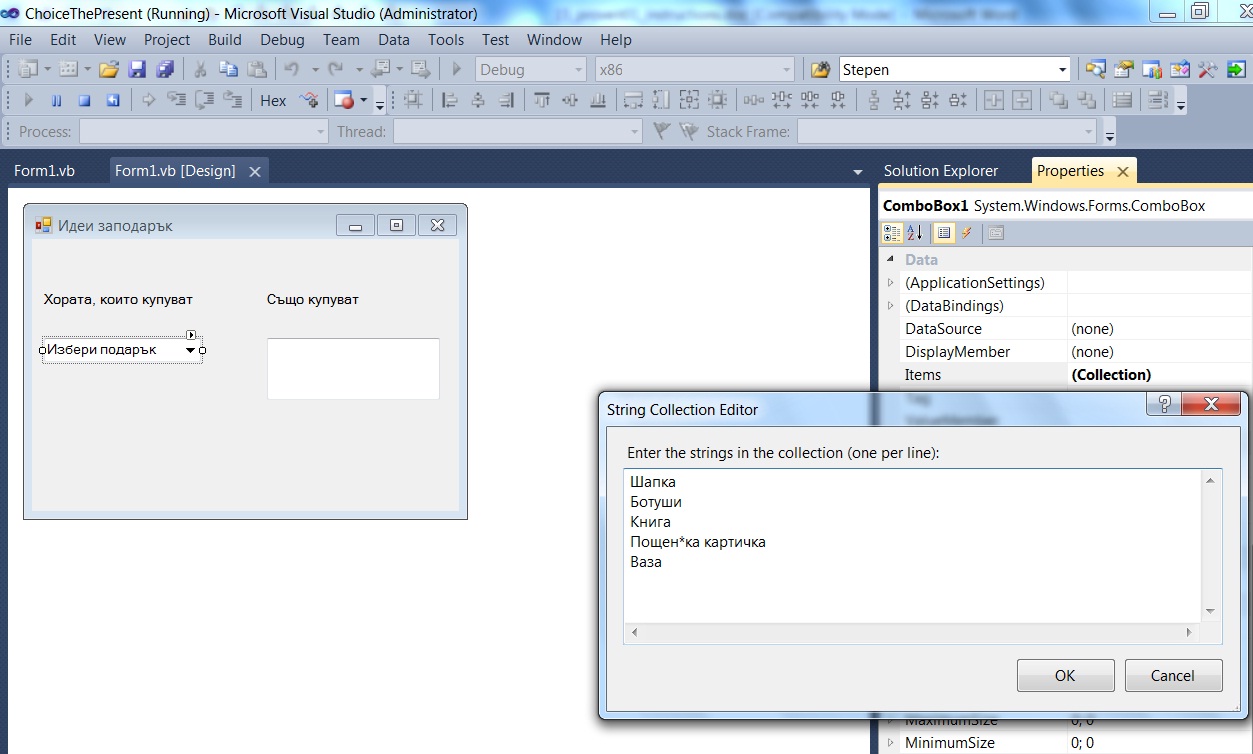 ChoiceThePresent (Running) - Microsoft Visual Studio (Administrator)
File Edit View Project Build Debug Team Data Tools Test Window Help
Debug x86 Stepen
Hex
Process: Thread: Stack Frame:
Form1.vb Form1.vb [Design]
Идеи заподарък
Хората, които купуват Също купуват
Избери подарък
Solution Explorer Properties
ComboBox1 System.Windows.Forms.ComboBox
Data
(ApplicationSettings)
(DataBindings)
DataSource (none)
DisplayMember (none)
Items (Collection)
Tag
ValueMember
String Collection Editor
Enter the strings in the collection (one per line):
Шапка
Ботуши
Книга
Пощен*ка картичка
Ваза
OK Cancel
MaximumSize 0; 0
MinimumSize 0; 0